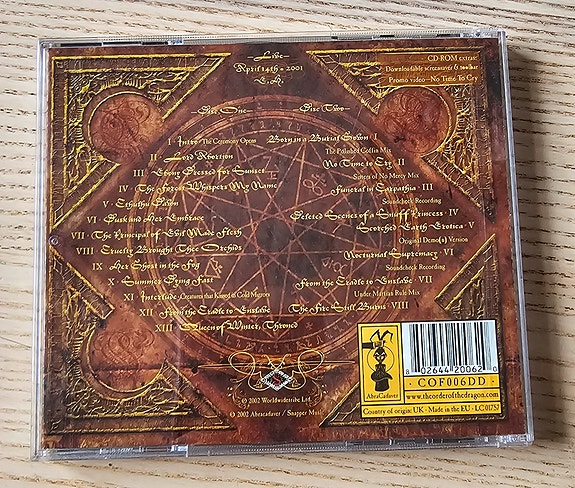 Live
April 14th • 2001
CD ROM extras:
Downloadable screensaver & toolbar
Promo video—No Time To Cry
Disc One
Disc Two
I Intro The Ceremony Opens
II • Lord Abortion
III • Ebony Dressed for Sunset
IV • The Forest Whispers My Name
V • Cthulhu Dawn
VI • Dusk and Her Embrace
VII • The Principal of Evil Made Flesh
VIII • Cruelty Brought Thee Orchids
IX • Her Ghost in the Fog
X • Summer Dying Fast
XI • Interlude Creatures that Kissed in Cold Mirrors
XII • From the Cradle to Enslave
XIII • Queen of Winter, Throned
Born in a Burial Gown I
The Polished Coffin Mix
No Time to Cry II
Sisters of No Mercy Mix
Funeral in Carpathia • III
Soundcheck Recording
Deleted Scenes of a Snuff Princess • IV
Scorched Earth Erotica • V
Original Demo(n) Version
Nocturnal Supremacy • VI
Soundcheck Recording
From the Cradle to Enslave • VII
Under Martian Rule Mix
The Fire Still Burns • VIII
℗ 2002 Worldwidetribe Ltd.
© 2002 Abracadaver / Snapper Music
AbraCadaver
8 02644 20062 0
• COF006DD •
www.theorderofthedragon.com
Country of origin: UK - Made in the EU - LC01757